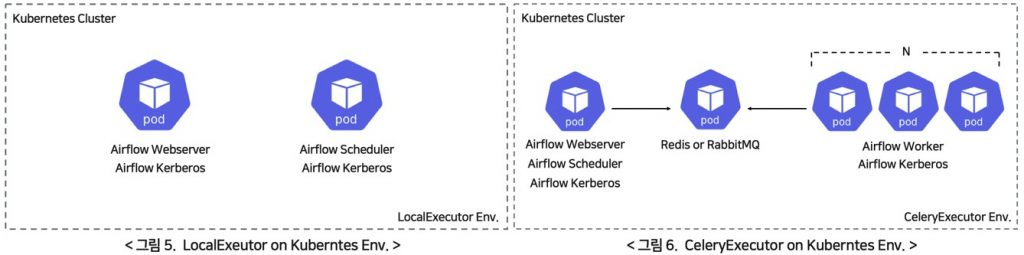 Kubernetes Cluster
pod
Airflow Webserver
Airflow Kerberos
pod
Airflow Scheduler
Airflow Kerberos
LocalExecutor Env.
< 그림 5. LocalExeutor on Kuberntes Env. >
Kubernetes Cluster
pod
Airflow Webserver
Airflow Scheduler
Airflow Kerberos
pod
Redis or RabbitMQ
N
pod
pod
pod
Airflow Worker
Airflow Kerberos
CeleryExecutor Env.
< 그림 6. CeleryExecutor on Kuberntes Env. >